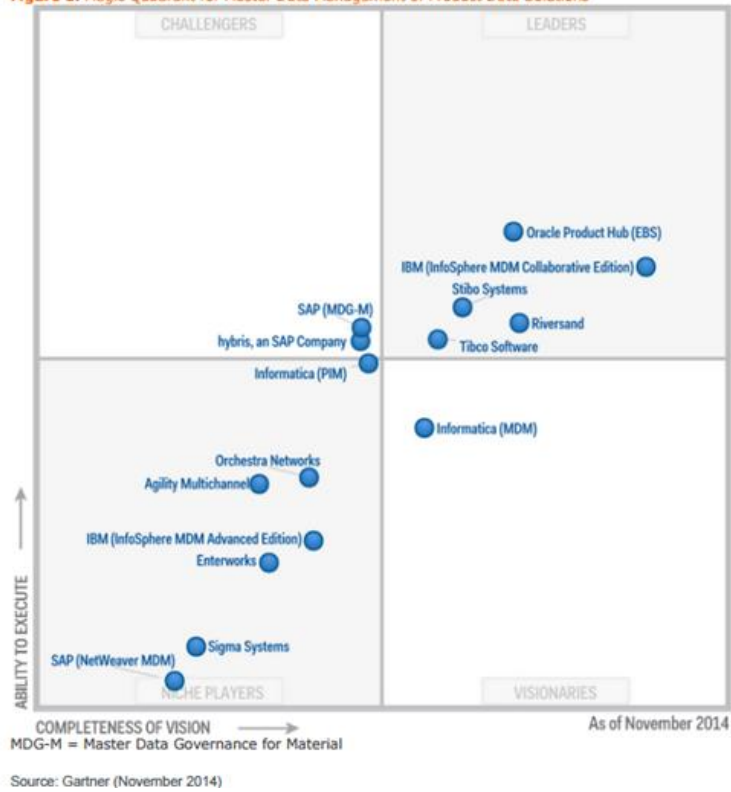 CHALLENGERS
LEADERS
Oracle Product Hub (EBS)
IBM (InfoSphere MDM Collaborative Edition)
Stibo Systems
SAP (MDG-M)
Riversand
hybris, an SAP Company
Tibco Software
Informatica (PIM)
Informatica (MDM)
Orchestra Networks
Agility Multichannel
IBM (InfoSphere MDM Advanced Edition)
Enterworks
Sigma Systems
SAP (NetWeaver MDM)
NICHE PLAYERS
VISIONARIES
ABILITY TO EXECUTE
COMPLETENESS OF VISION
As of November 2014
MDG-M = Master Data Governance for Material
Source: Gartner (November 2014)